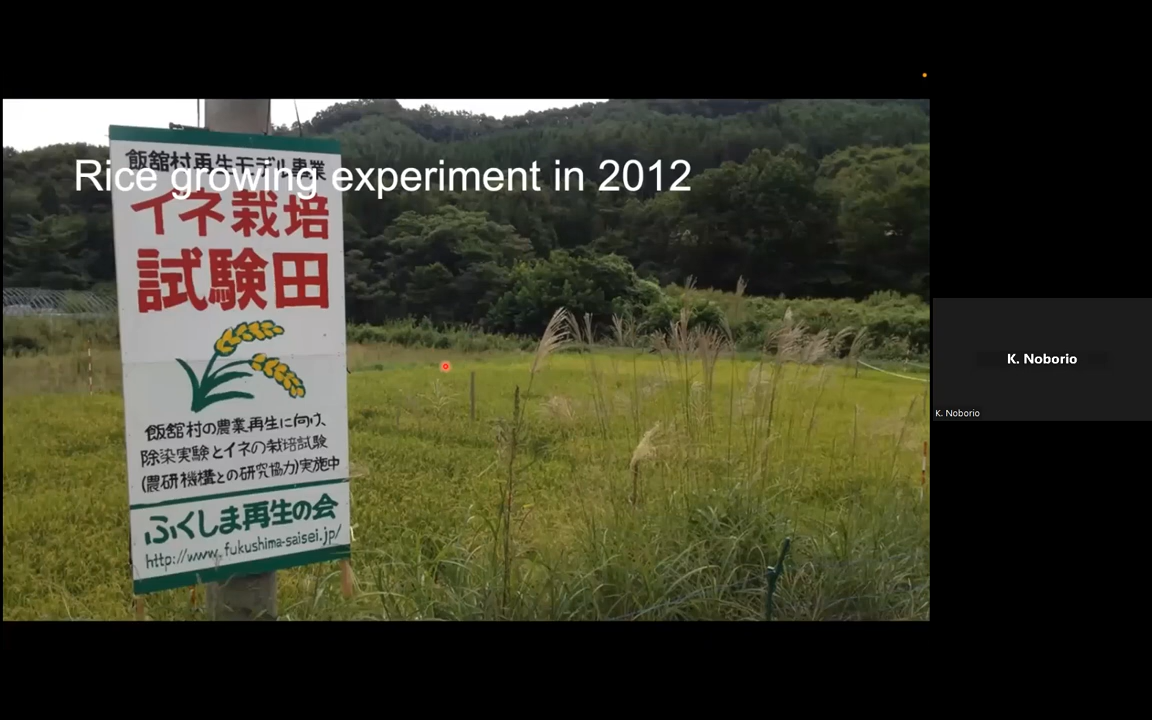 Rice growing experiment in 2012
飯舘村再生モデル事業
イネ栽培
試験田
飯舘村の農業再生に向け、
除染実験とイネの栽培試験
(農研機構との研究協力)実施中
ふくしま再生の会
http://www.fukushima-saisei.jp/
K. Noborio
K. Noborio